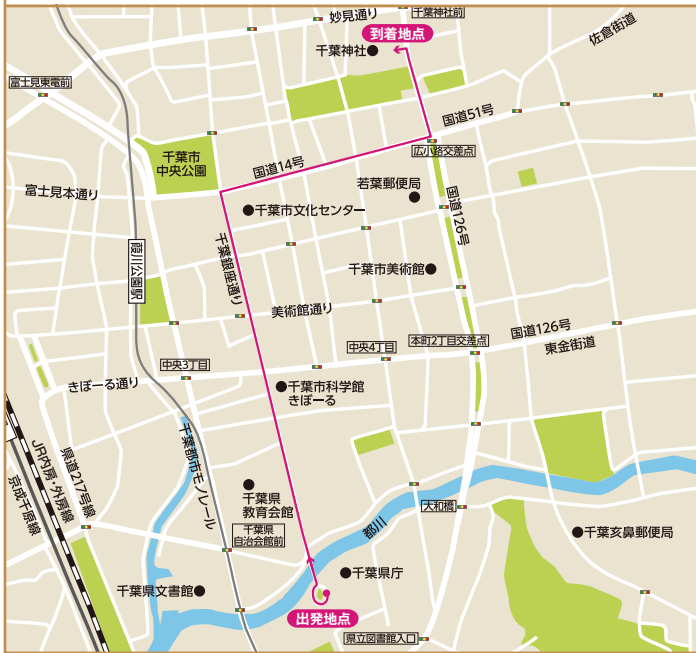 妙見通り
千葉神社前
到着地点
千葉神社
佐倉街道
富士見東電前
国道51号
広小路交差点
千葉市
中央公園
国道14号
若葉郵便局
富士見本通り
千葉市文化センター
国道126号
千葉銀座通り
葭川公園駅
千葉市美術館
美術館通り
国道126号
本町2丁目交差点
東金街道
中央4丁目
中央3丁目
きぼーる通り
千葉市科学館
きぼーる
千葉都市モノレール
県道217号線
JR内房・外房線
京成千原線
千葉県
教育会館
大和橋
千葉県
自治会館前
都川
千葉亥鼻郵便局
千葉県庁
千葉県文書館
出発地点
県立図書館入口